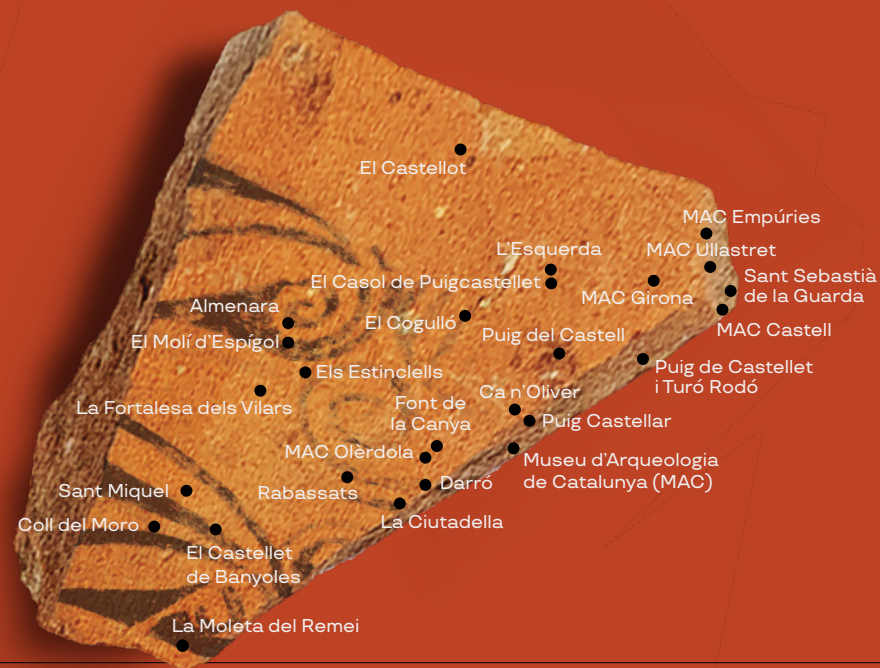 El Castellot
MAC Empúries
L'Esquerda
MAC Ullastret
El Casol de Puigcastellet
Sant Sebastià
de la Guarda
MAC Girona
Almenara
El Cogulló
Puig del Castell
MAC Castell
El Molí d'Espígol
Els Estinclells
Puig de Castellet
i Turó Rodó
La Fortalesa dels Vilars
Font de
la Canya
Ca n'Oliver
Puig Castellar
MAC Olèrdola
Museu d'Arqueologia
de Catalunya (MAC)
Sant Miquel
Rabassats
Darró
Coll del Moro
La Ciutadella
El Castellet
de Banyoles
La Moleta del Remei